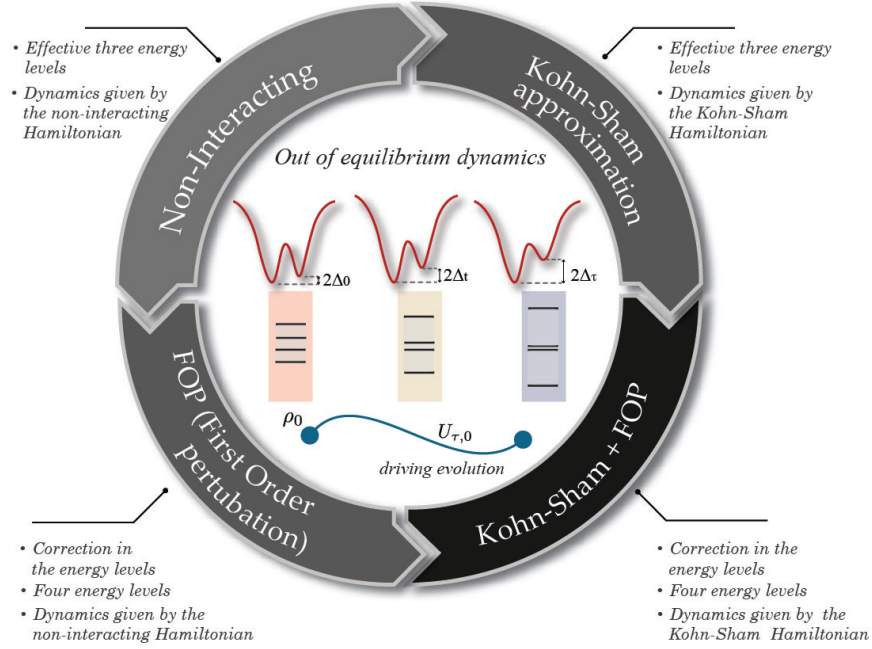 • Effective three energy
levels
• Dynamics given by
the non-interacting
Hamiltonian
Non-Interacting
Kohn-Sham
approximation
• Effective three energy
levels
• Dynamics given by
the Kohn-Sham
Hamiltonian
Out of equilibrium dynamics
2Δ0
2Δt
2Δτ
ρ0
Uτ,0
driving evolution
FOP (First Order
pertubation)
Kohn-Sham + FOP
• Correction in
the energy levels
• Four energy levels
• Dynamics given by the
non-interacting Hamiltonian
• Correction in the
energy levels
• Four energy levels
• Dynamics given by the
Kohn-Sham Hamiltonian